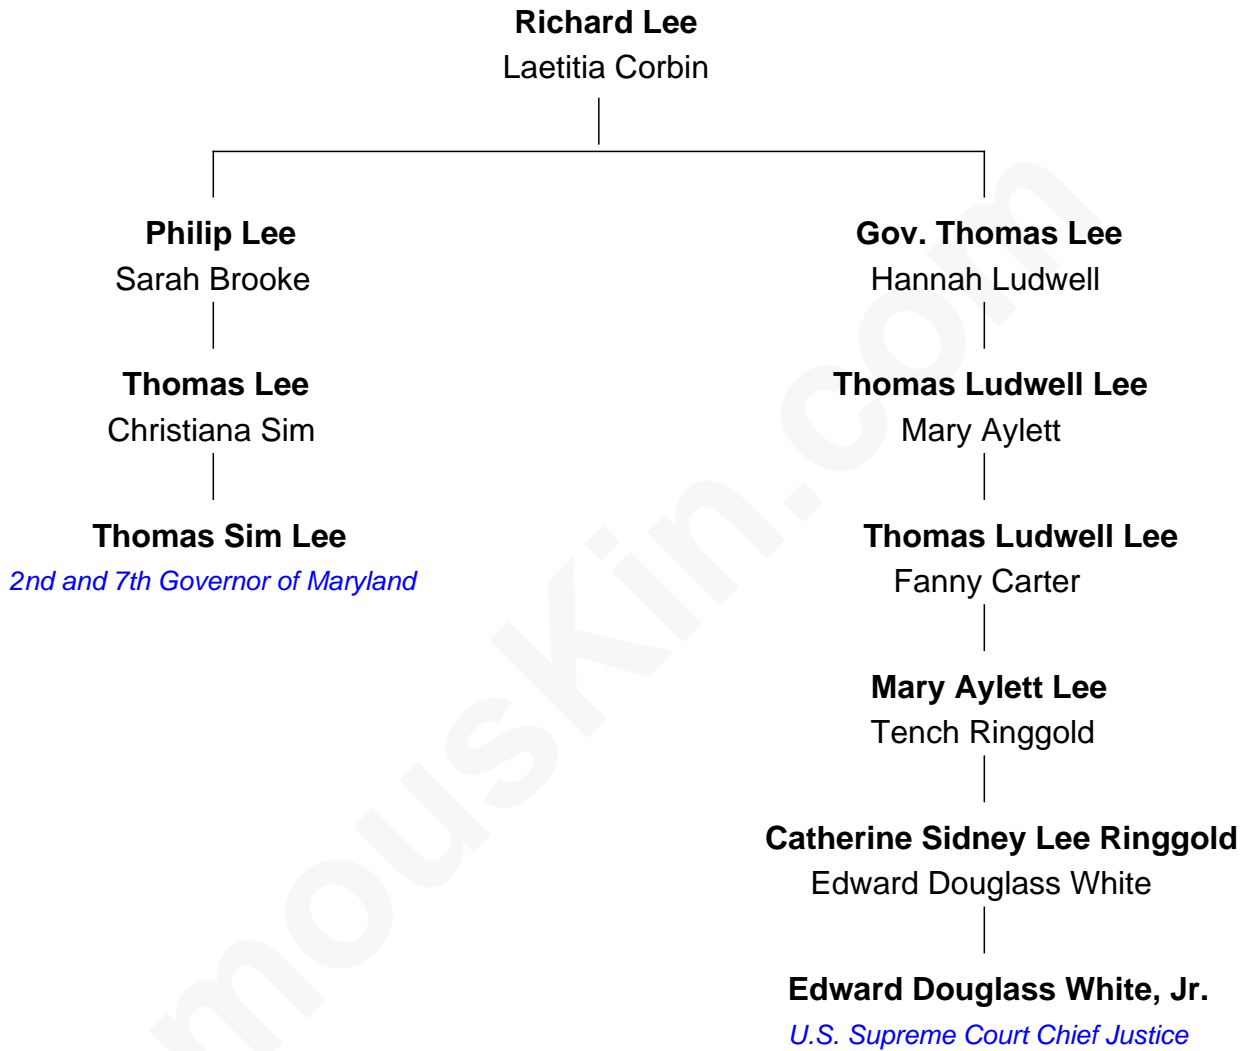 Richard Lee
Laetitia Corbin
Philip Lee
Sarah Brooke
Gov. Thomas Lee
Hannah Ludwell
Thomas Lee
Christiana Sim
Thomas Ludwell Lee
Mary Aylett
Thomas Sim Lee
2nd and 7th Governor of Maryland
Thomas Ludwell Lee
Fanny Carter
Mary Aylett Lee
Tench Ringgold
Catherine Sidney Lee Ringgold
Edward Douglass White
Edward Douglass White, Jr.
U.S. Supreme Court Chief Justice
mouskin.com